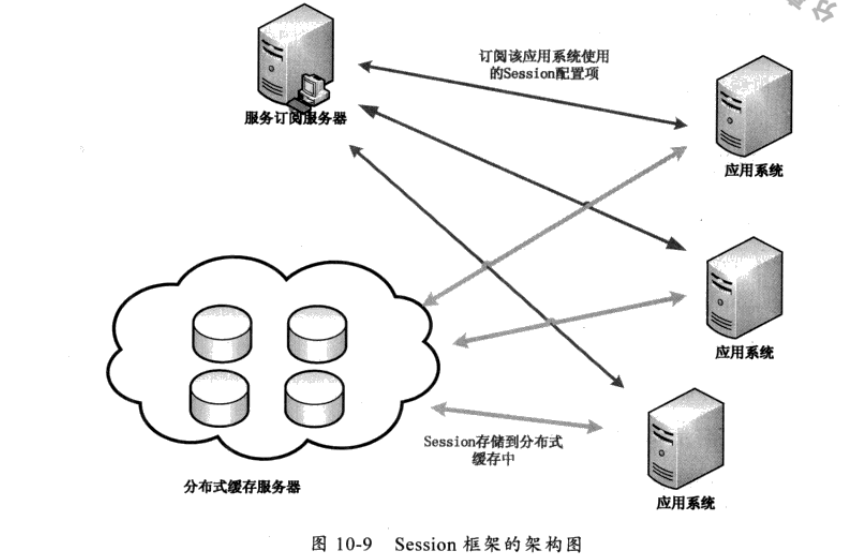 订阅该应用系统使用
的Session配置项
服务订阅服务器
应用系统
应用系统
Session存储到分布式
缓存中
分布式缓存服务器
应用系统
图 10-9 Session 框架的架构图